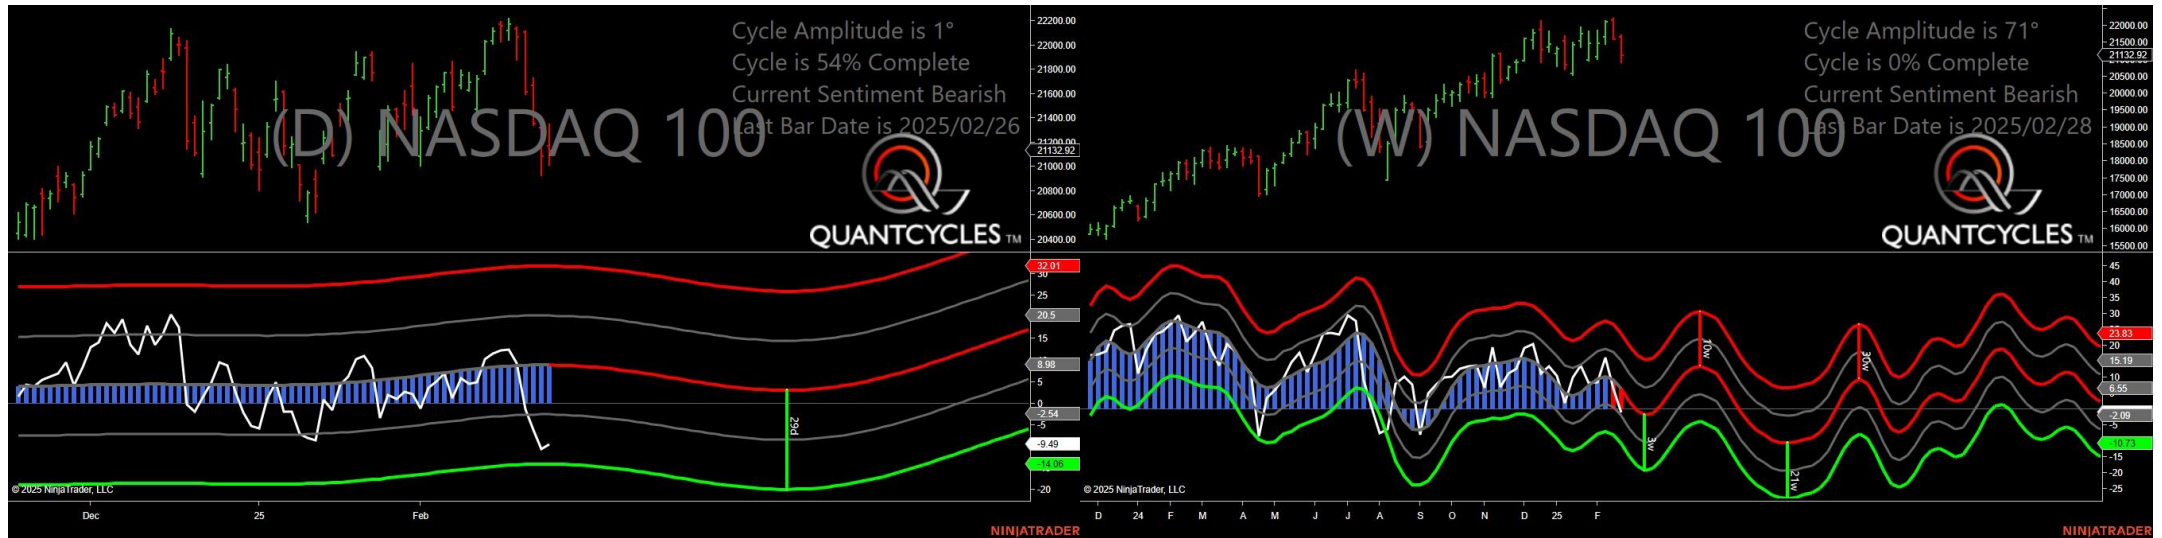 Cycle Amplitude is 1°
Cycle is 54% Complete
Current Sentiment Bearish
Last Bar Date is 2025/02/26
(D) NASDAQ 100
QUANTCYCLES TM
22200.00
22000.00
21800.00
21600.00
21400.00
21200.00
21132.92
21000.00
20800.00
20600.00
20400.00
32.01
30
25
20.5
15
8.98
5
0
-2.54
-5
-9.49
-14.06
-20
29d
© 2025 NinjaTrader, LLC
Dec
25
Feb
NINJATRADER
Cycle Amplitude is 71°
Cycle is 0% Complete
Current Sentiment Bearish
Last Bar Date is 2025/02/28
(W) NASDAQ 100
QUANTCYCLES TM
22000.00
21500.00
21132.92
20500.00
20000.00
19500.00
19000.00
18500.00
18000.00
17500.00
17000.00
16500.00
16000.00
15500.00
45
40
35
30
23.83
20
15.19
10
6.55
-2.09
-5
-10.73
-15
-20
-25
10w
30w
3w
21w
© 2025 NinjaTrader, LLC
D 24 F M A M J J A S O N D 25 F
NINJATRADER